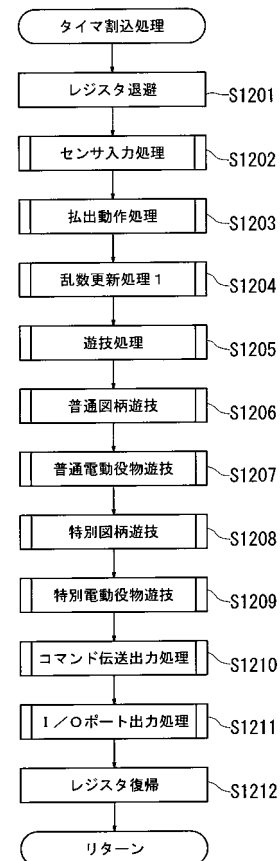 タイマ割込処理
レジスタ退避 S1201
センサ入力処理 S1202
払出動作処理 S1203
乱数更新処理1 S1204
遊技処理 S1205
普通図柄遊技 S1206
普通電動役物遊技 S1207
特別図柄遊技 S1208
特別電動役物遊技 S1209
コマンド伝送出力処理 S1210
I/Oポート出力処理 S1211
レジスタ復帰 S1212
リターン